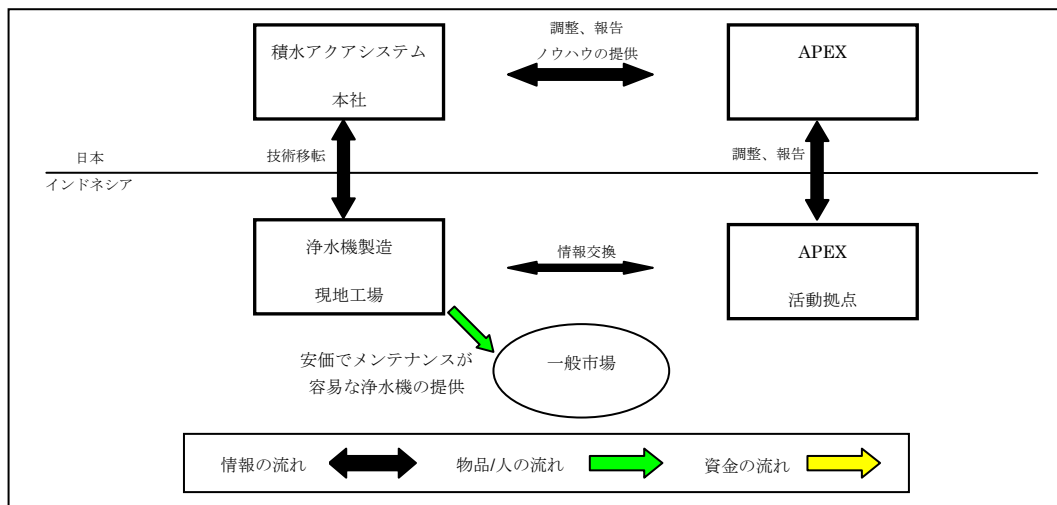 積水アクアシステム
本社
調整、報告
ノウハウの提供
APEX
日本
技術移転
調整、報告
インドネシア
浄水機製造
現地工場
情報交換
APEX
活動拠点
安価でメンテナンスが
容易な浄水機の提供
一般市場
情報の流れ
物品/人の流れ
資金の流れ